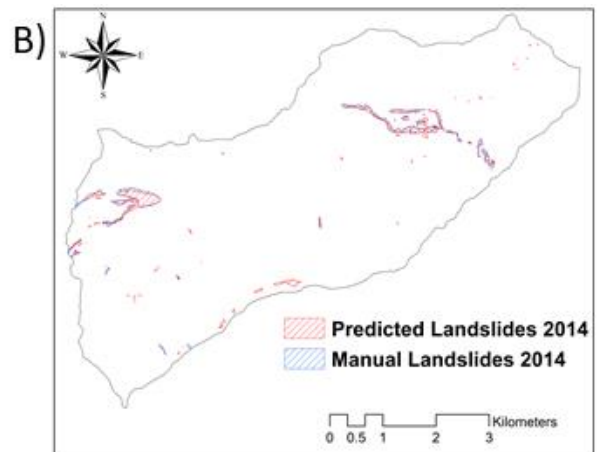 B)
N
W E
S
Predicted Landslides 2014
Manual Landslides 2014
Kilometers
0 0.5 1 2 3